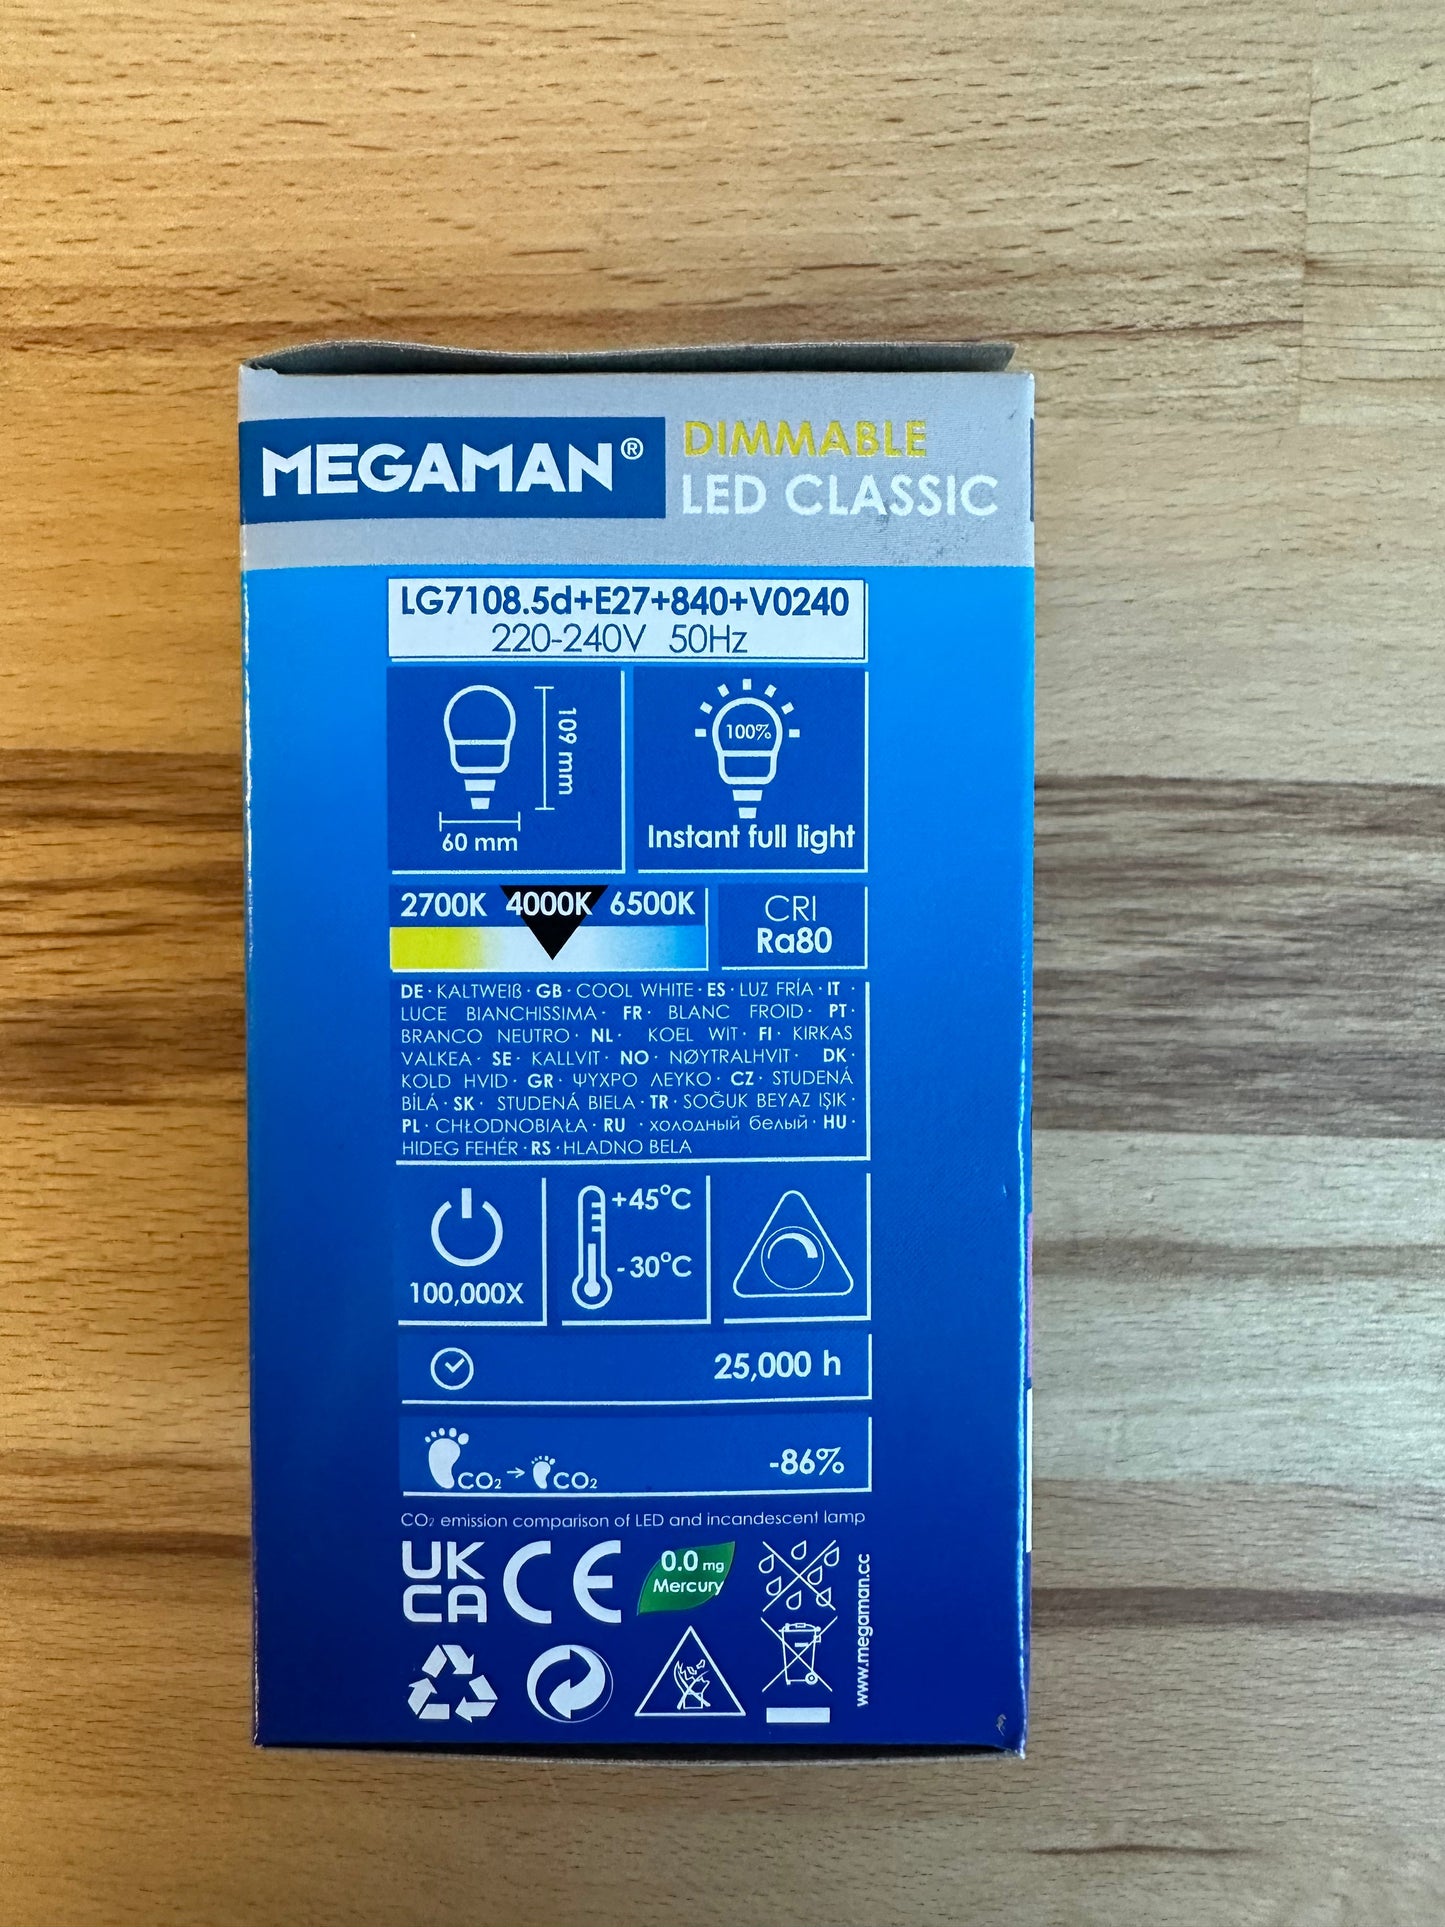 MEGAMAN®
DIMMABLE
LED CLASSIC
LG7108.5d+E27+840+V0240
220-240V 50Hz
109 mm
60 mm
100%
Instant full light
2700K 4000K 6500K
CRI
Ra80
DE · KALTWEIß · GB · COOL WHITE · ES · LUZ FRÍA · IT ·
LUCE BIANCHISSIMA · FR · BLANC FROID · PT ·
BRANCO NEUTRO · NL · KOEL WIT · FI · KIRKAS
VALKEA · SE · KALLVIT · NO · NØYTRALHVIT · DK ·
KOLD HVID · GR · ΨΥΧΡΟ ΛΕΥΚΟ · CZ · STUDENÁ
BÍLÁ · SK · STUDENÁ BIELA · TR · SOĞUK BEYAZ IŞIK ·
PL · CHŁODNOBIAŁA · RU · холодный белый · HU ·
HIDEG FEHÉR · RS · HLADNO BELA
100,000X
+45°C
-30°C
25,000 h
CO₂ → CO₂
-86%
CO₂ emission comparison of LED and incandescent lamp
UK
CA
CE
0.0 mg
Mercury
www.megaman.cc